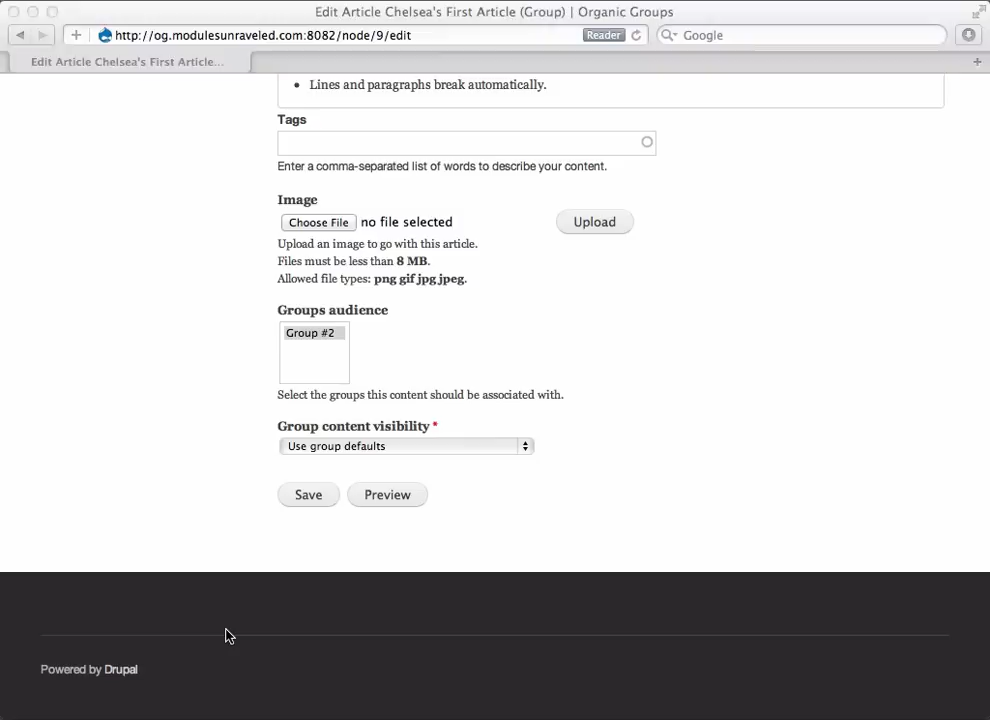 Edit Article Chelsea's First Article (Group) | Organic Groups
http://og.modulesunraveled.com:8082/node/9/edit
Reader
Google
Edit Article Chelsea's First Article...
• Lines and paragraphs break automatically.
Tags
Enter a comma-separated list of words to describe your content.
Image
Choose File no file selected
Upload
Upload an image to go with this article.
Files must be less than 8 MB.
Allowed file types: png gif jpg jpeg.
Groups audience
Group #2
Select the groups this content should be associated with.
Group content visibility *
Use group defaults
Save
Preview
Powered by Drupal